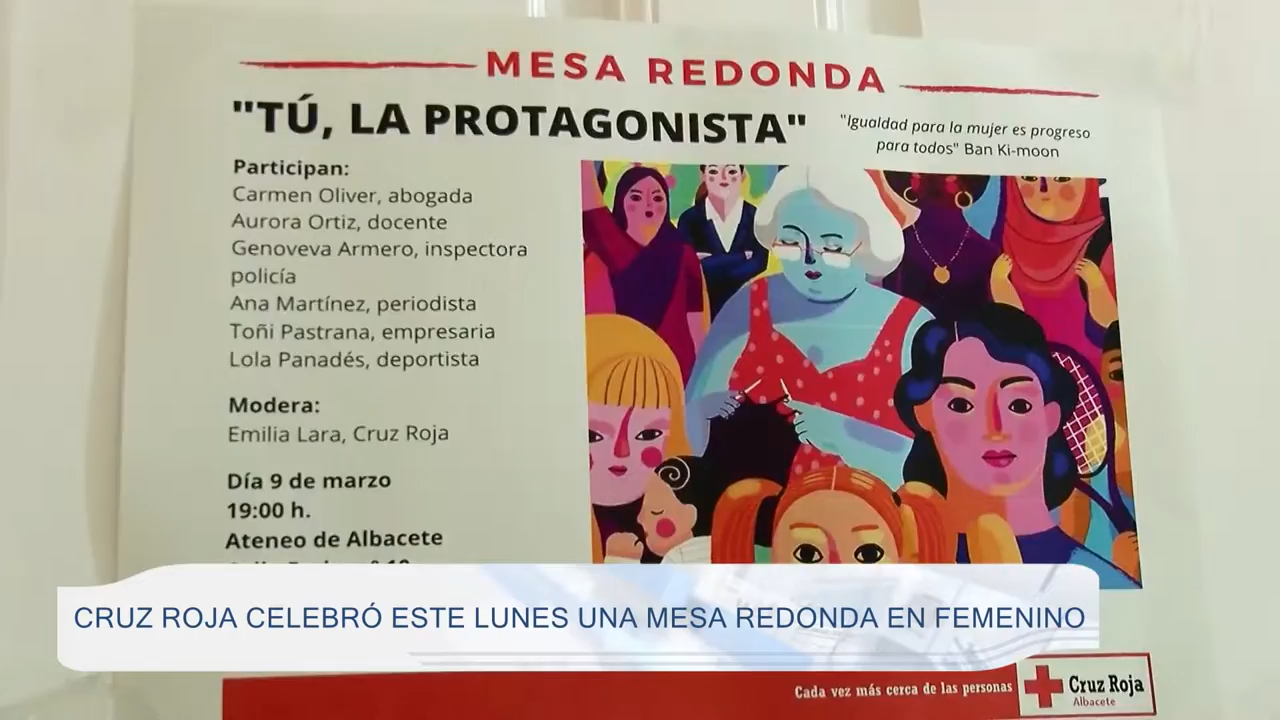 MESA REDONDA
"TÚ, LA PROTAGONISTA"
"Igualdad para la mujer es progreso
para todos" Ban Ki-moon
Participan:
Carmen Oliver, abogada
Aurora Ortiz, docente
Genoveva Armero, inspectora
policía
Ana Martínez, periodista
Toñi Pastrana, empresaria
Lola Panadés, deportista
Modera:
Emilia Lara, Cruz Roja
Día 9 de marzo
19:00 h.
Ateneo de Albacete
CRUZ ROJA CELEBRÓ ESTE LUNES UNA MESA REDONDA EN FEMENINO
Cada vez más cerca de las personas
Cruz Roja
Albacete